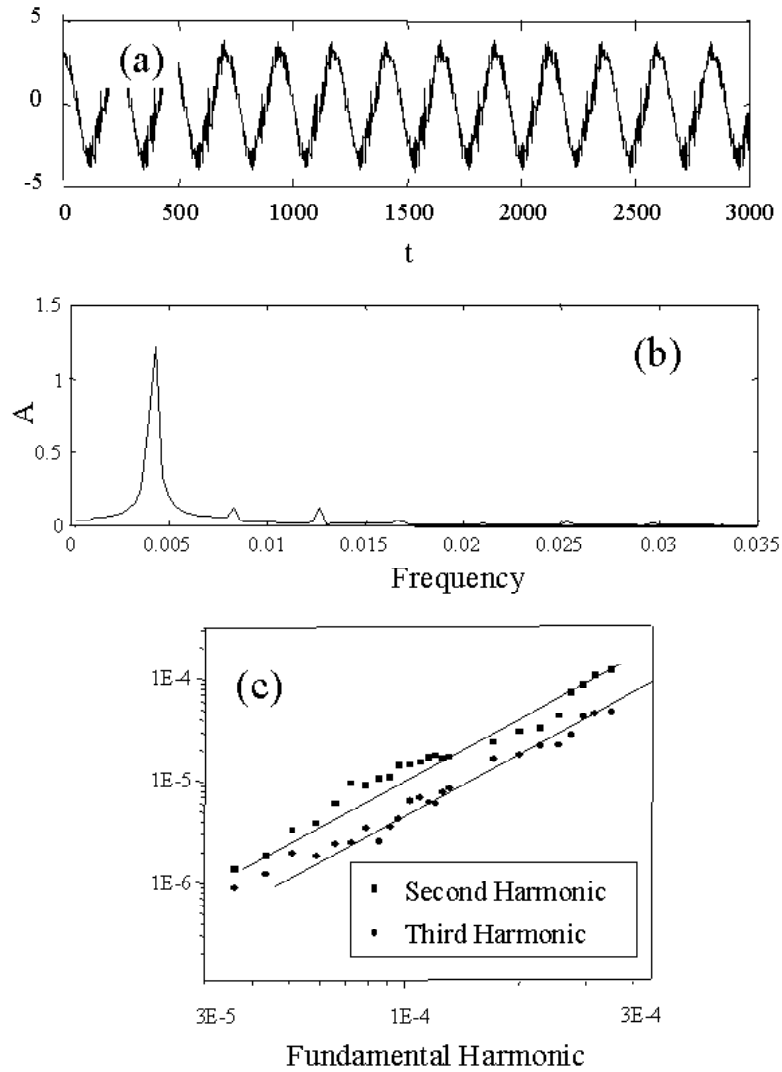 5
(a)
0
-5
0 500 1000 1500 2000 2500 3000
t
1.5
(b)
1
A
0.5
0
0 0.005 0.01 0.015 0.02 0.025 0.03 0.035
Frequency
(c)
1E-4
1E-5
1E-6
Second Harmonic
Third Harmonic
3E-5 1E-4 3E-4
Fundamental Harmonic